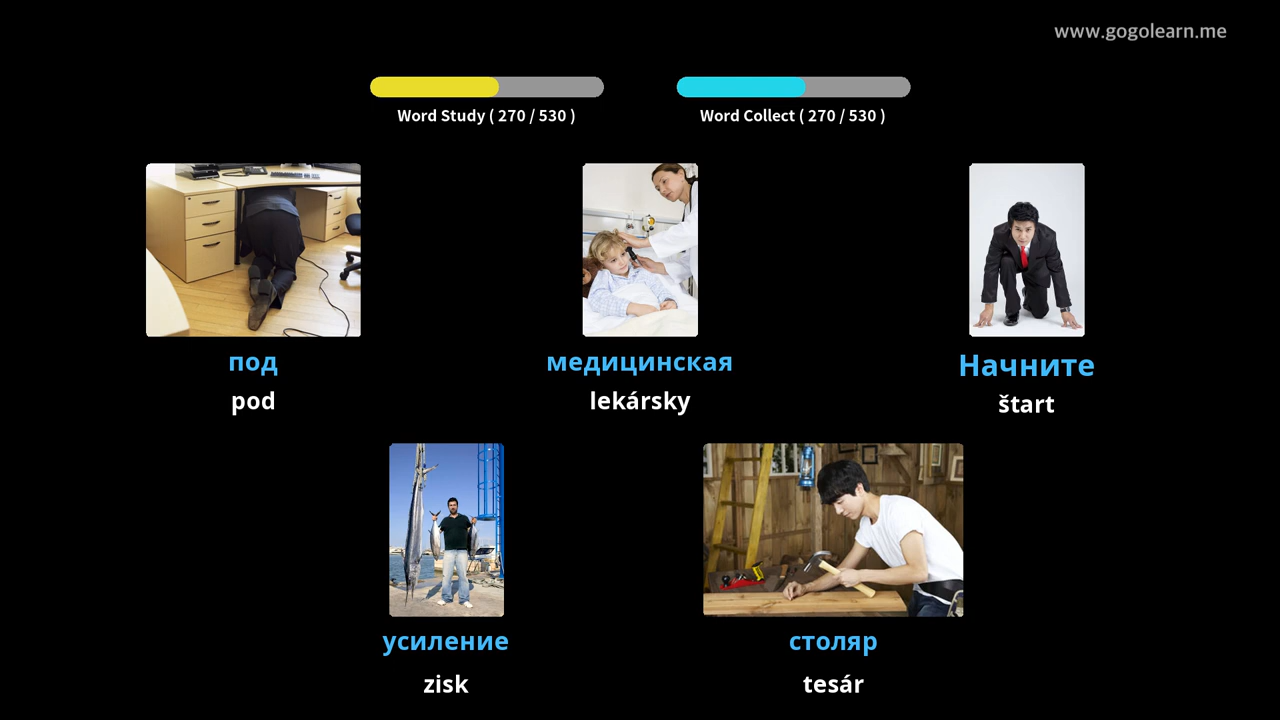 www.gogolearn.me
Word Study ( 270 / 530 )
Word Collect ( 270 / 530 )
под
pod
медицинская
lekársky
Начните
štart
усиление
zisk
столяр
tesár